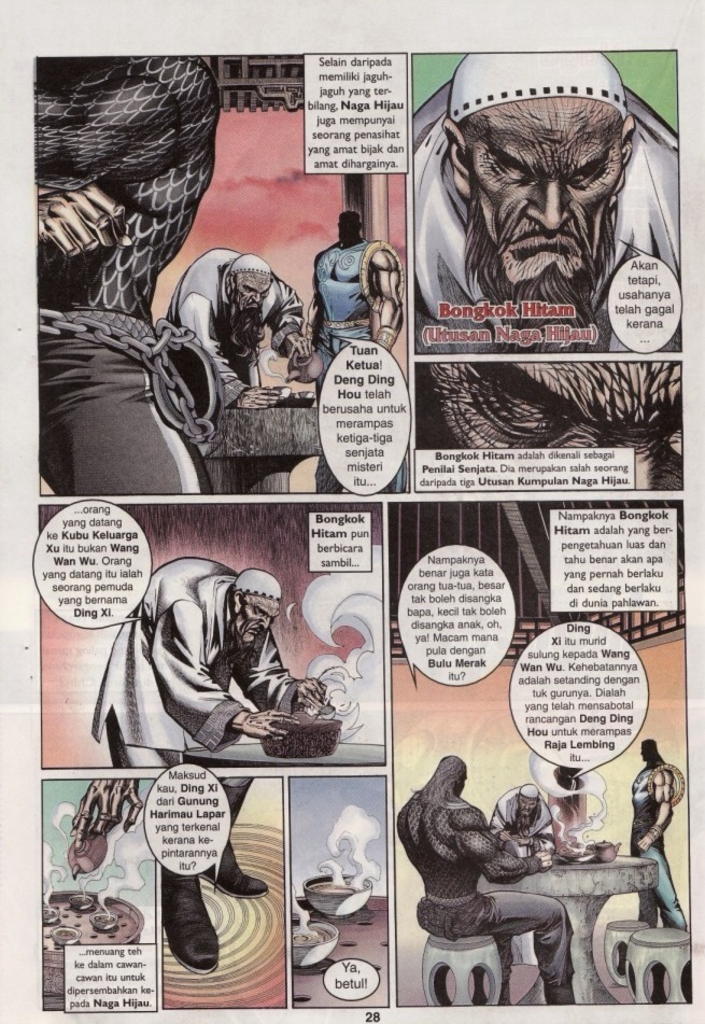 Selain daripada
memiliki jaguh-
jaguh yang ter-
bilang, Naga Hijau
juga mempunyai
seorang penasihat
yang amat bijak dan
amat dihargainya.
Tuan
Ketua!
Deng Ding
Hou telah
berusaha untuk
merampas
ketiga-tiga
senjata
misteri
itu...
Bongkok Hitam
(Utusan Naga Hijau)
Akan
tetapi,
usahanya
telah gagal
kerana
...
Bongkok Hitam adalah dikenali sebagai
Penilai Senjata. Dia merupakan salah seorang
daripada tiga Utusan Kumpulan Naga Hijau.
...orang
yang datang
ke Kubu Keluarga
Xu itu bukan Wang
Wan Wu. Orang
yang datang itu ialah
seorang pemuda
yang bernama
Ding Xi.
Bongkok
Hitam pun
berbicara
sambil...
...menuang teh
ke dalam cawan-
cawan itu untuk
dipersembahkan ke-
pada Naga Hijau.
Maksud
kau, Ding Xi
dari Gunung
Harimau Lapar
yang terkenal
kerana ke-
pintarannya
itu?
Ya,
betul!
Nampaknya Bongkok
Hitam adalah yang ber-
pengetahuan luas dan
tahu benar akan apa
yang pernah berlaku
dan sedang berlaku
di dunia pahlawan.
Nampaknya
benar juga kata
orang tua-tua, besar
tak boleh disangka
bapa, kecil tak boleh
disangka anak, oh,
ya! Macam mana
pula dengan
Bulu Merak
itu?
Ding
Xi itu murid
sulung kepada Wang
Wan Wu. Kehebatannya
adalah setanding dengan
tuk gurunya. Dialah
yang telah mensabotal
rancangan Deng Ding
Hou untuk merampas
Raja Lembing
itu...
28